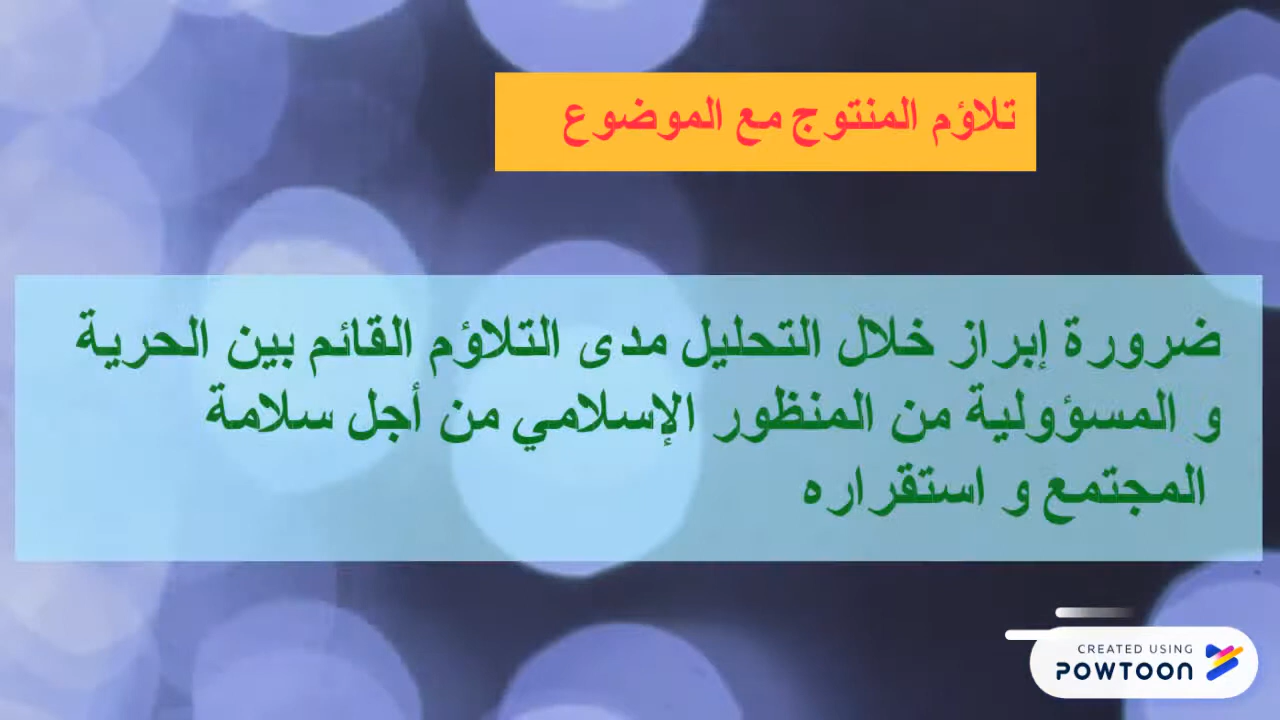 تلاؤم المنتوج مع الموضوع
ضرورة إبراز خلال التحليل مدى التلاؤم القائم بين الحرية
و المسؤولية من المنظور الإسلامي من أجل سلامة
المجتمع و استقراره
CREATED USING
POWTOON